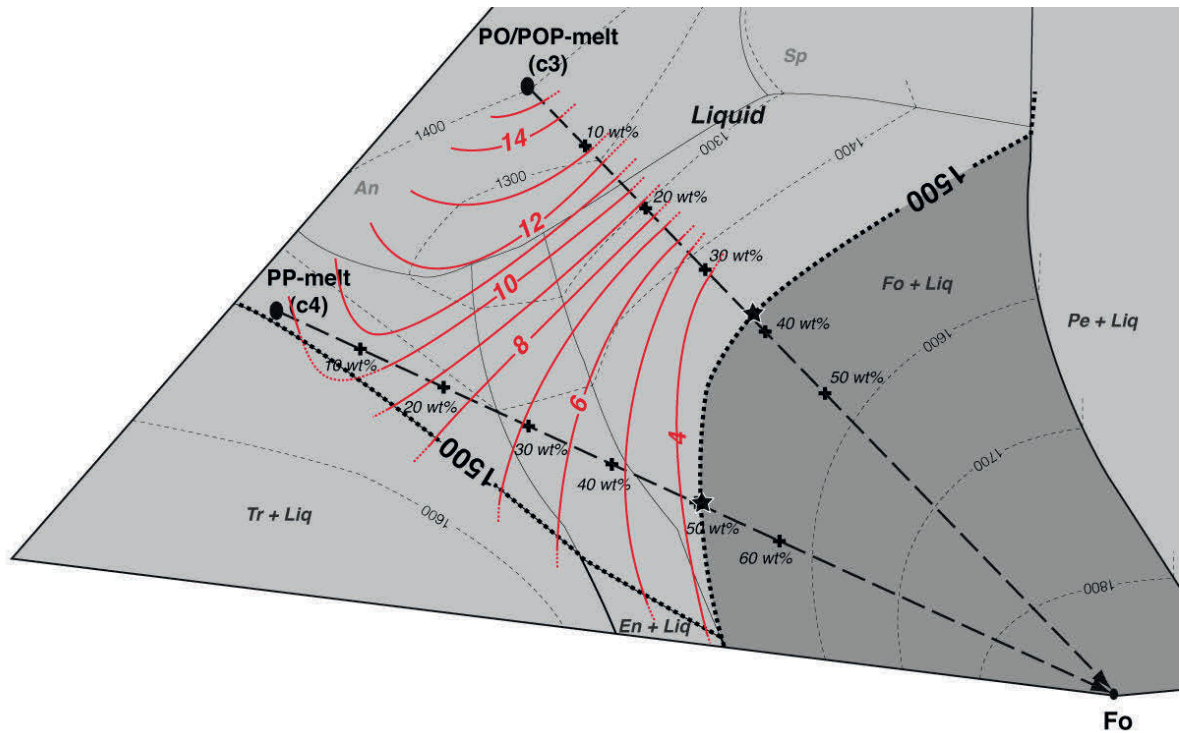 PO/POP-melt
(c3)
Sp
Liquid
1400
14
10 wt%
1300
1400
1300
An
20 wt%
1500
12
30 wt%
PP-melt
(c4)
10
Fo + Liq
40 wt%
Pe + Liq
1600
8
10 wt%
50 wt%
20 wt%
6
4
30 wt%
1500
1700
40 wt%
Tr + Liq
1600
50 wt%
60 wt%
1800
En + Liq
Fo